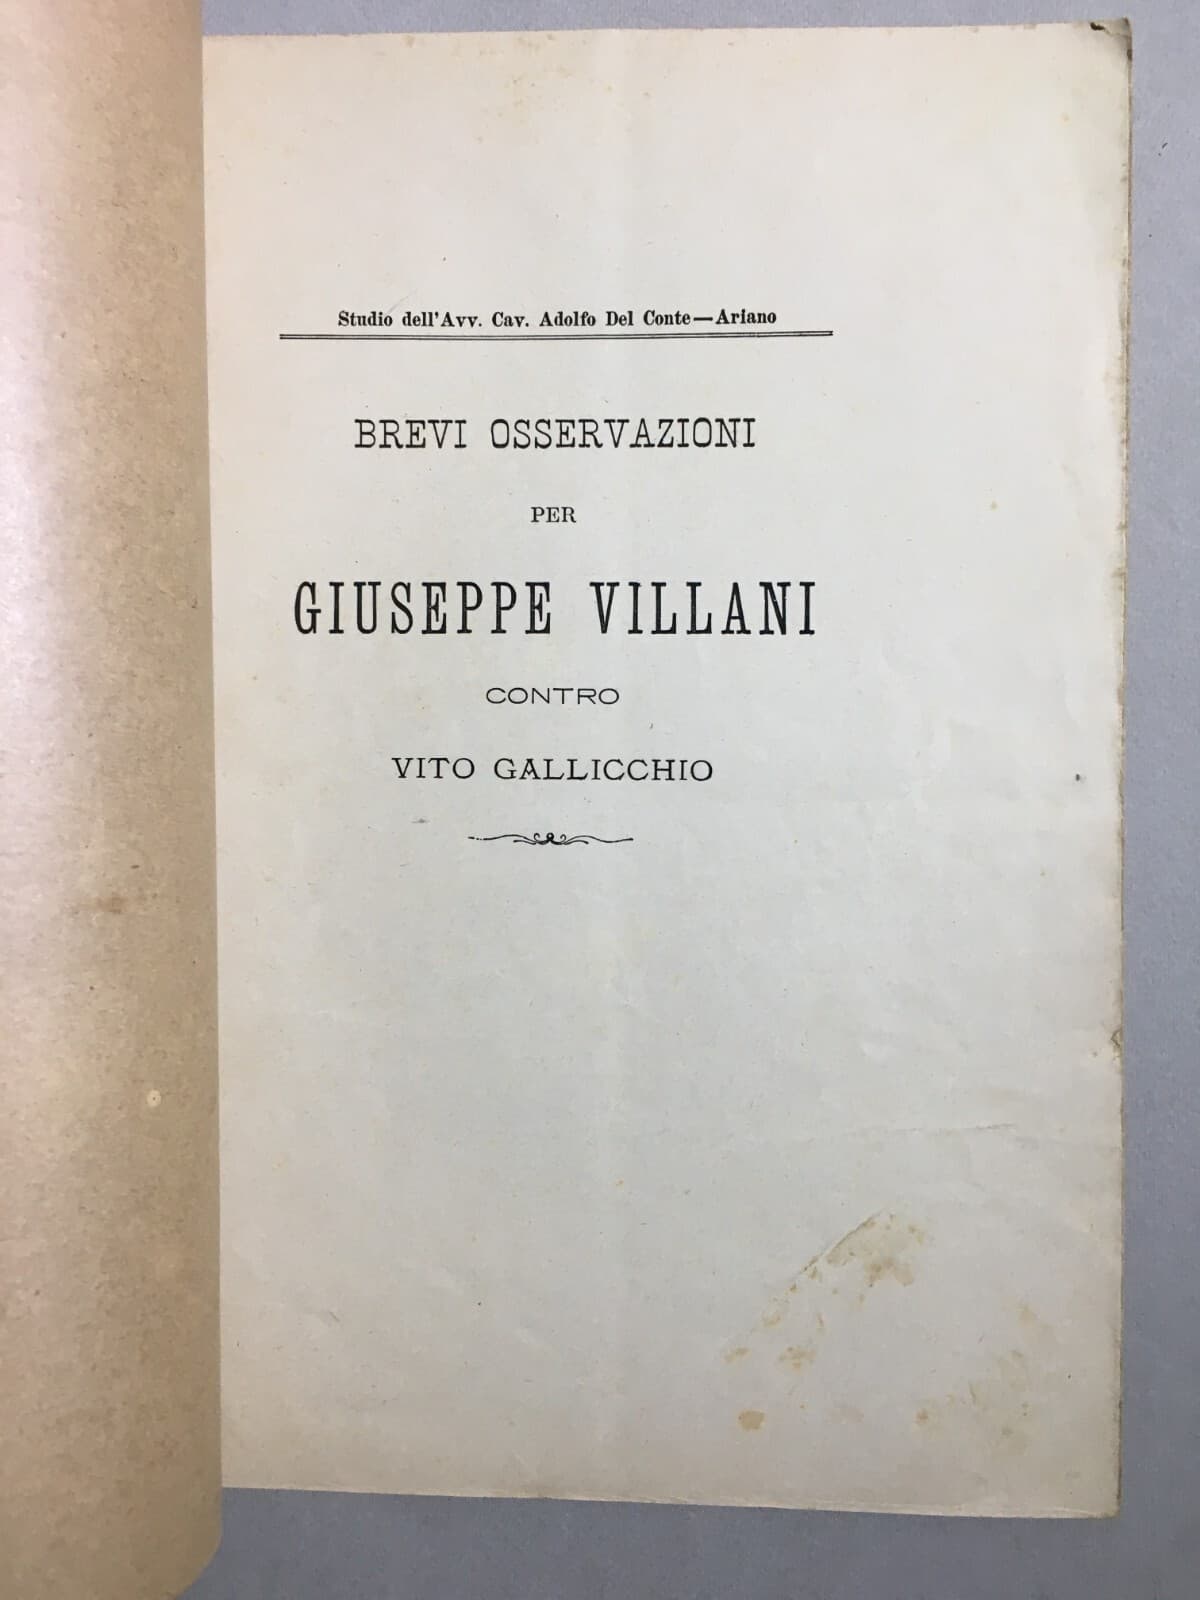 Studio dell'Avv. Cav. Adolfo Del Conte—Ariano
BREVI OSSERVAZIONI
PER
GIUSEPPE VILLANI
CONTRO
VITO GALLICCHIO